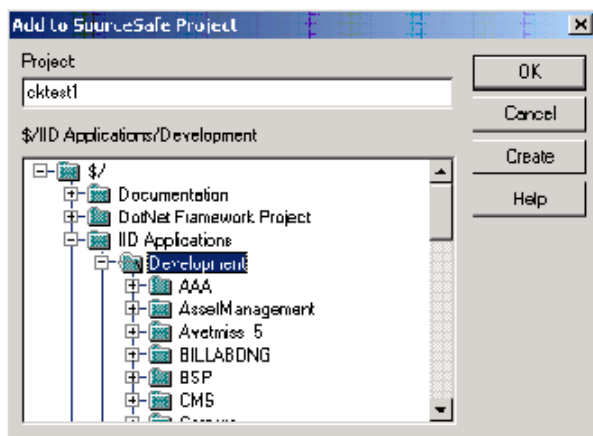 Add to SourceSafe Project
Project
cktest1
OK
Cancel
Create
Help
$/IID Applications/Development
$/
Documentation
DotNet Framework Project
IID Applications
Development
AAA
AssetManagement
Avetmiss 5
BILLABONG
BSP
CMS